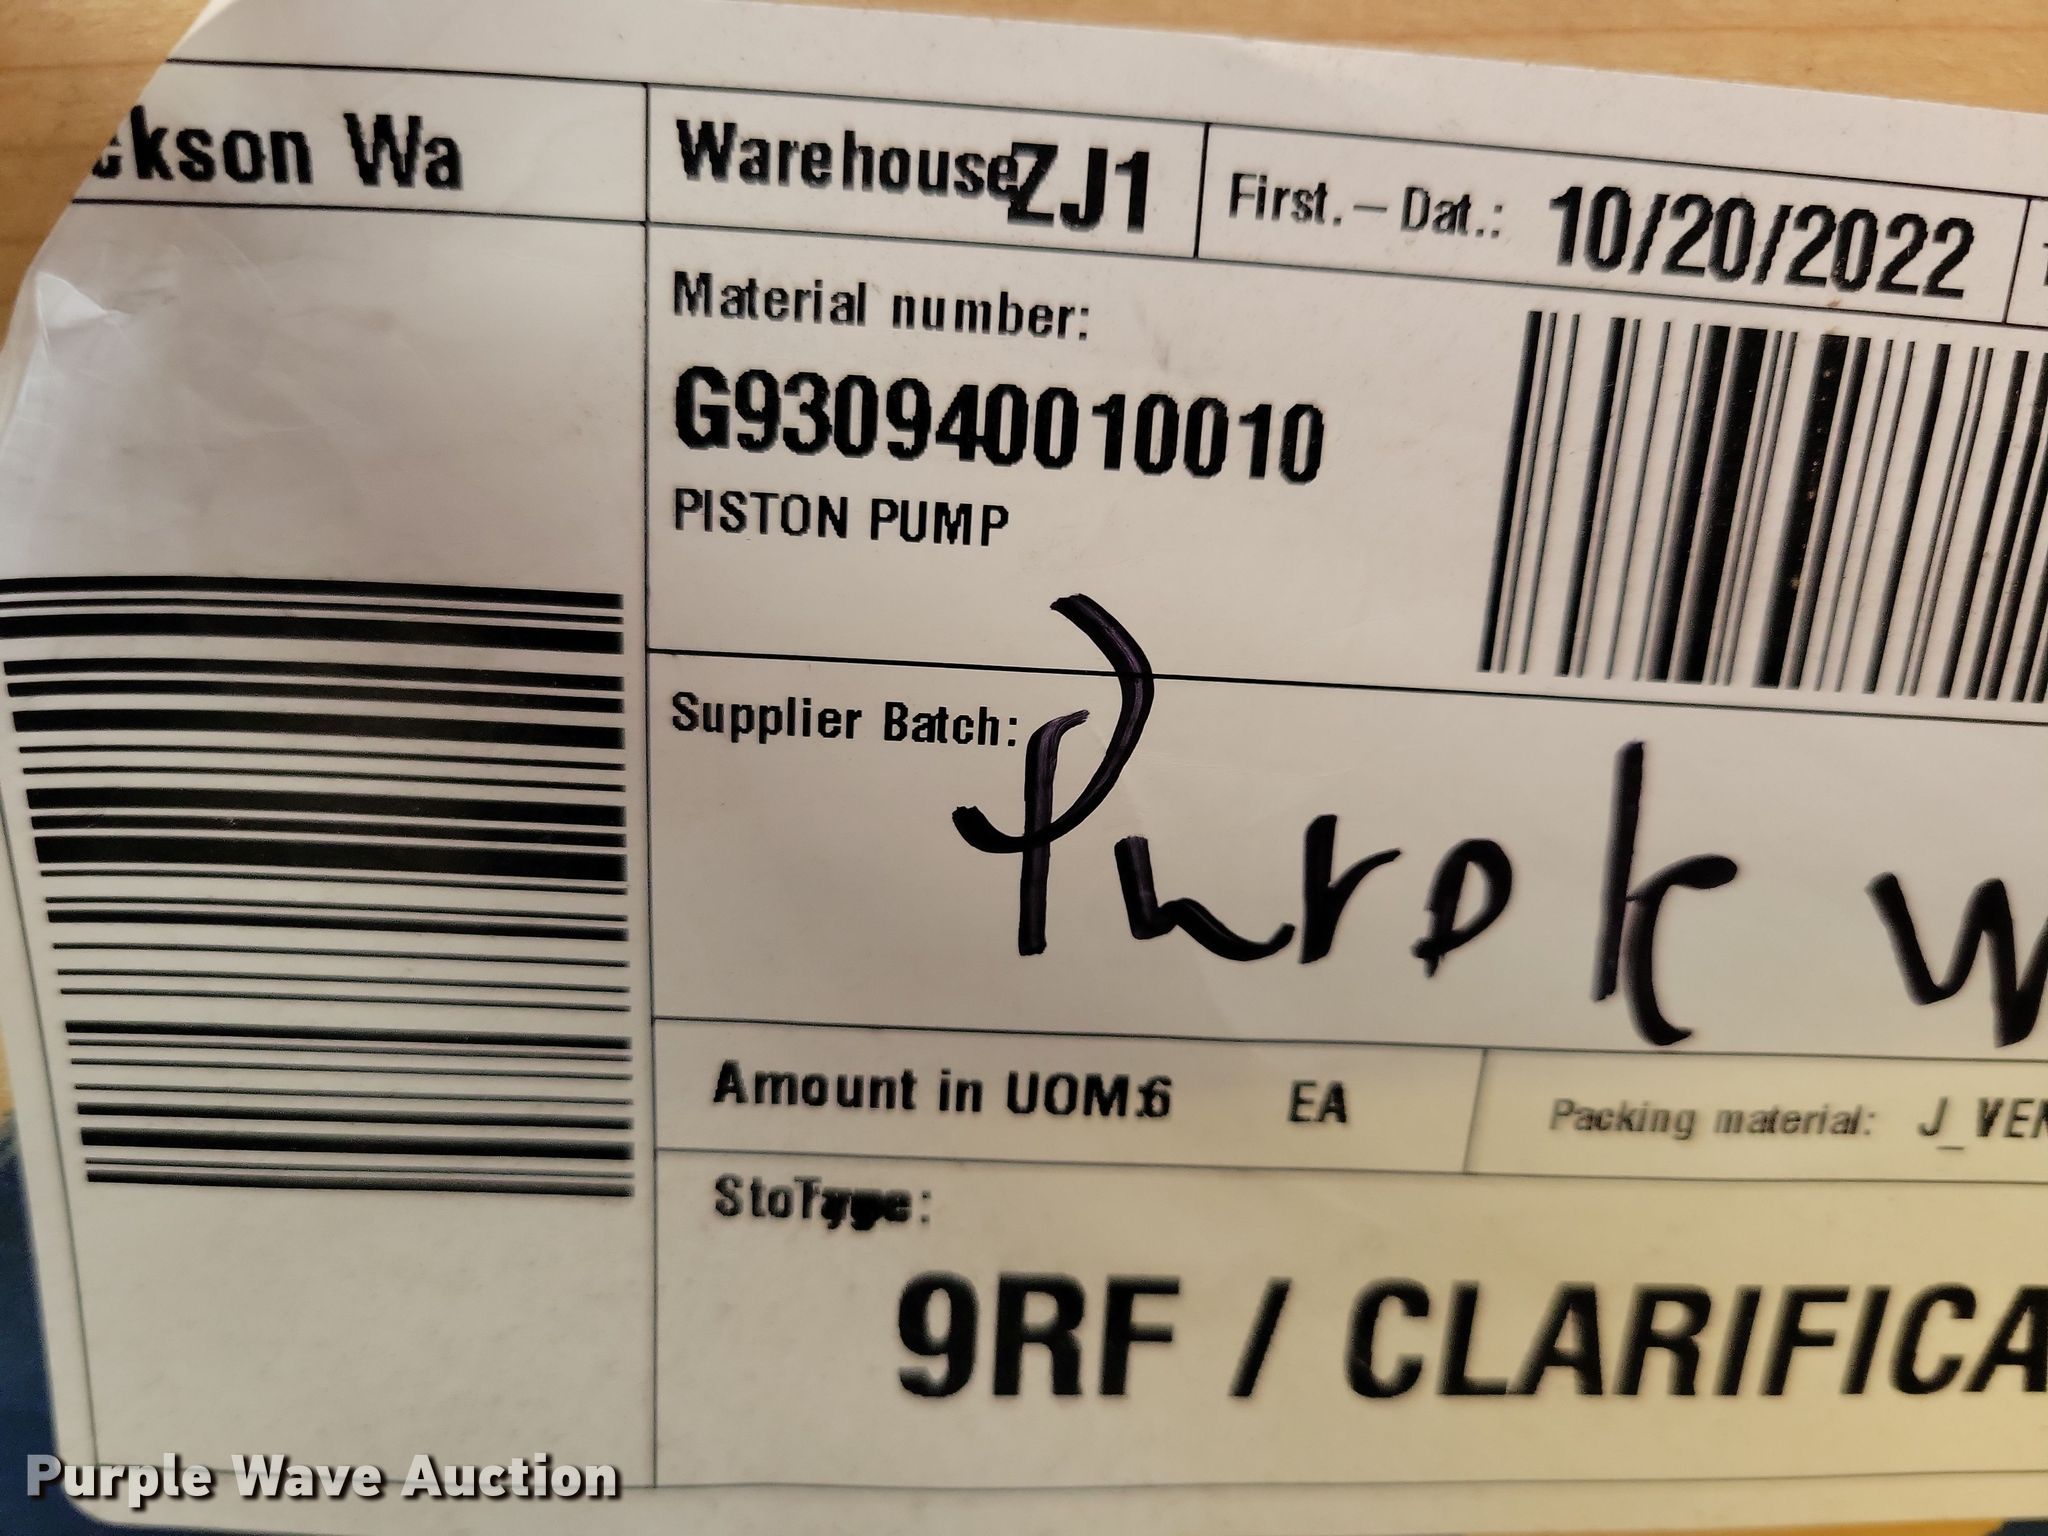 ckson Wa
Warehouse ZJ1
First.-Dat.: 10/20/2022
Material number:
G930940010010
PISTON PUMP
Supplier Batch:
Purple W
Amount in UOM:6 EA
Packing material: J_VEN
StoType:
9RF / CLARIFICA
Purple Wave Auction